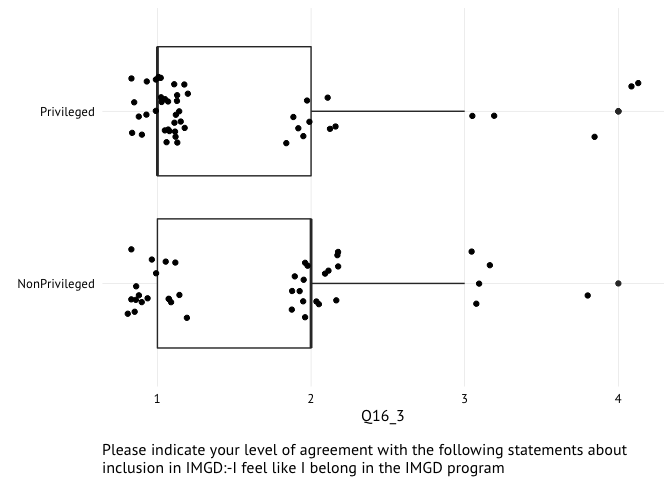 Privileged
NonPrivileged
1 2 3 4
Q16_3
Please indicate your level of agreement with the following statements about
inclusion in IMGD:-I feel like I belong in the IMGD program